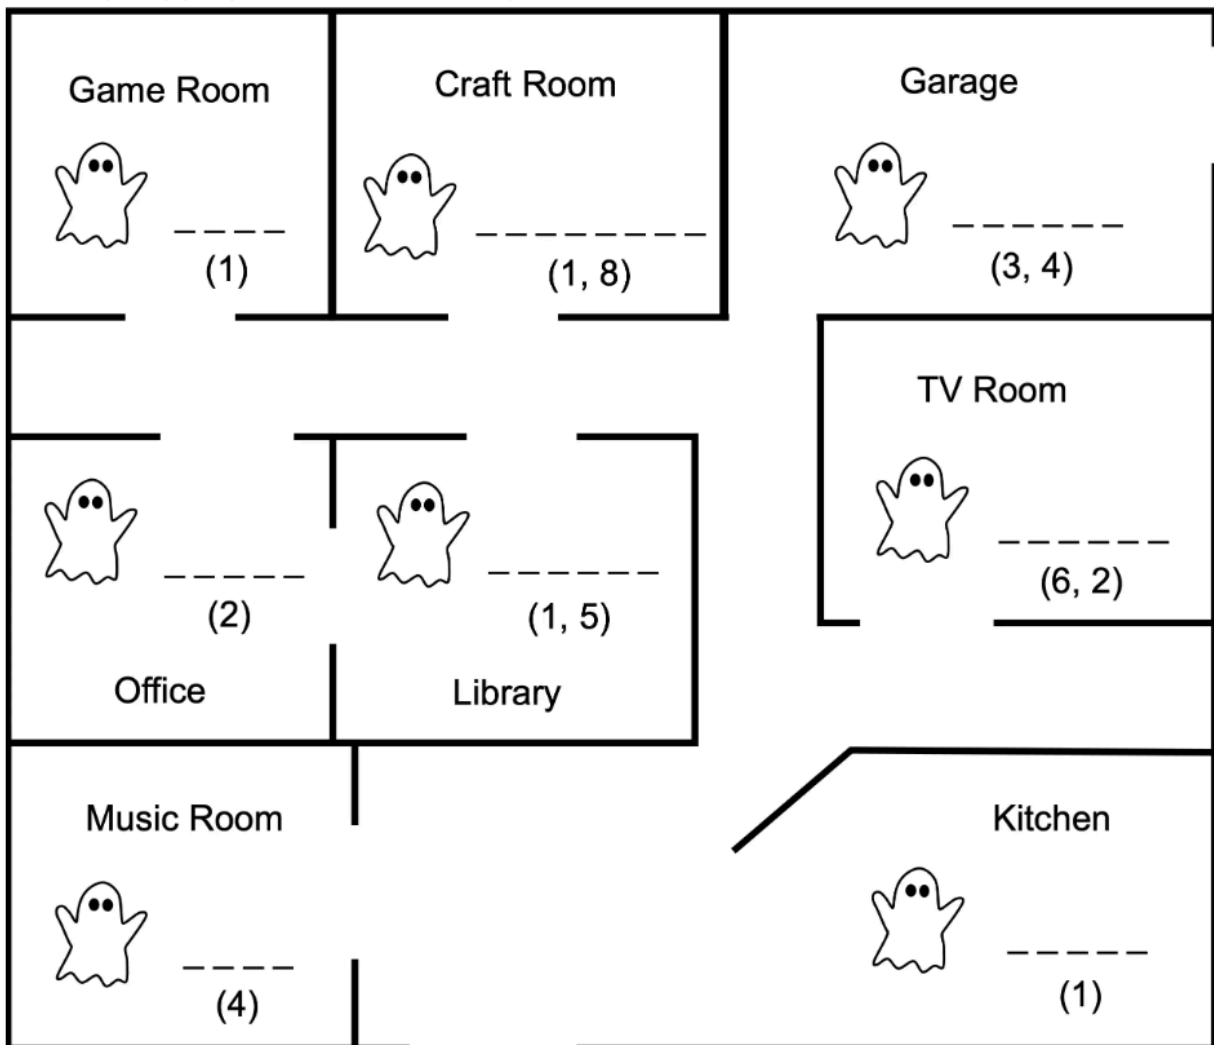 Game Room
_ _ _ _
(1)
Craft Room
_ _ _ _ _ _ _ _
(1, 8)
Garage
_ _ _ _ _ _
(3, 4)
TV Room
_ _ _ _ _ _
(6, 2)
_ _ _ _ _
(2)
Office
_ _ _ _ _ _
(1, 5)
Library
Music Room
_ _ _ _
(4)
Kitchen
_ _ _ _ _
(1)